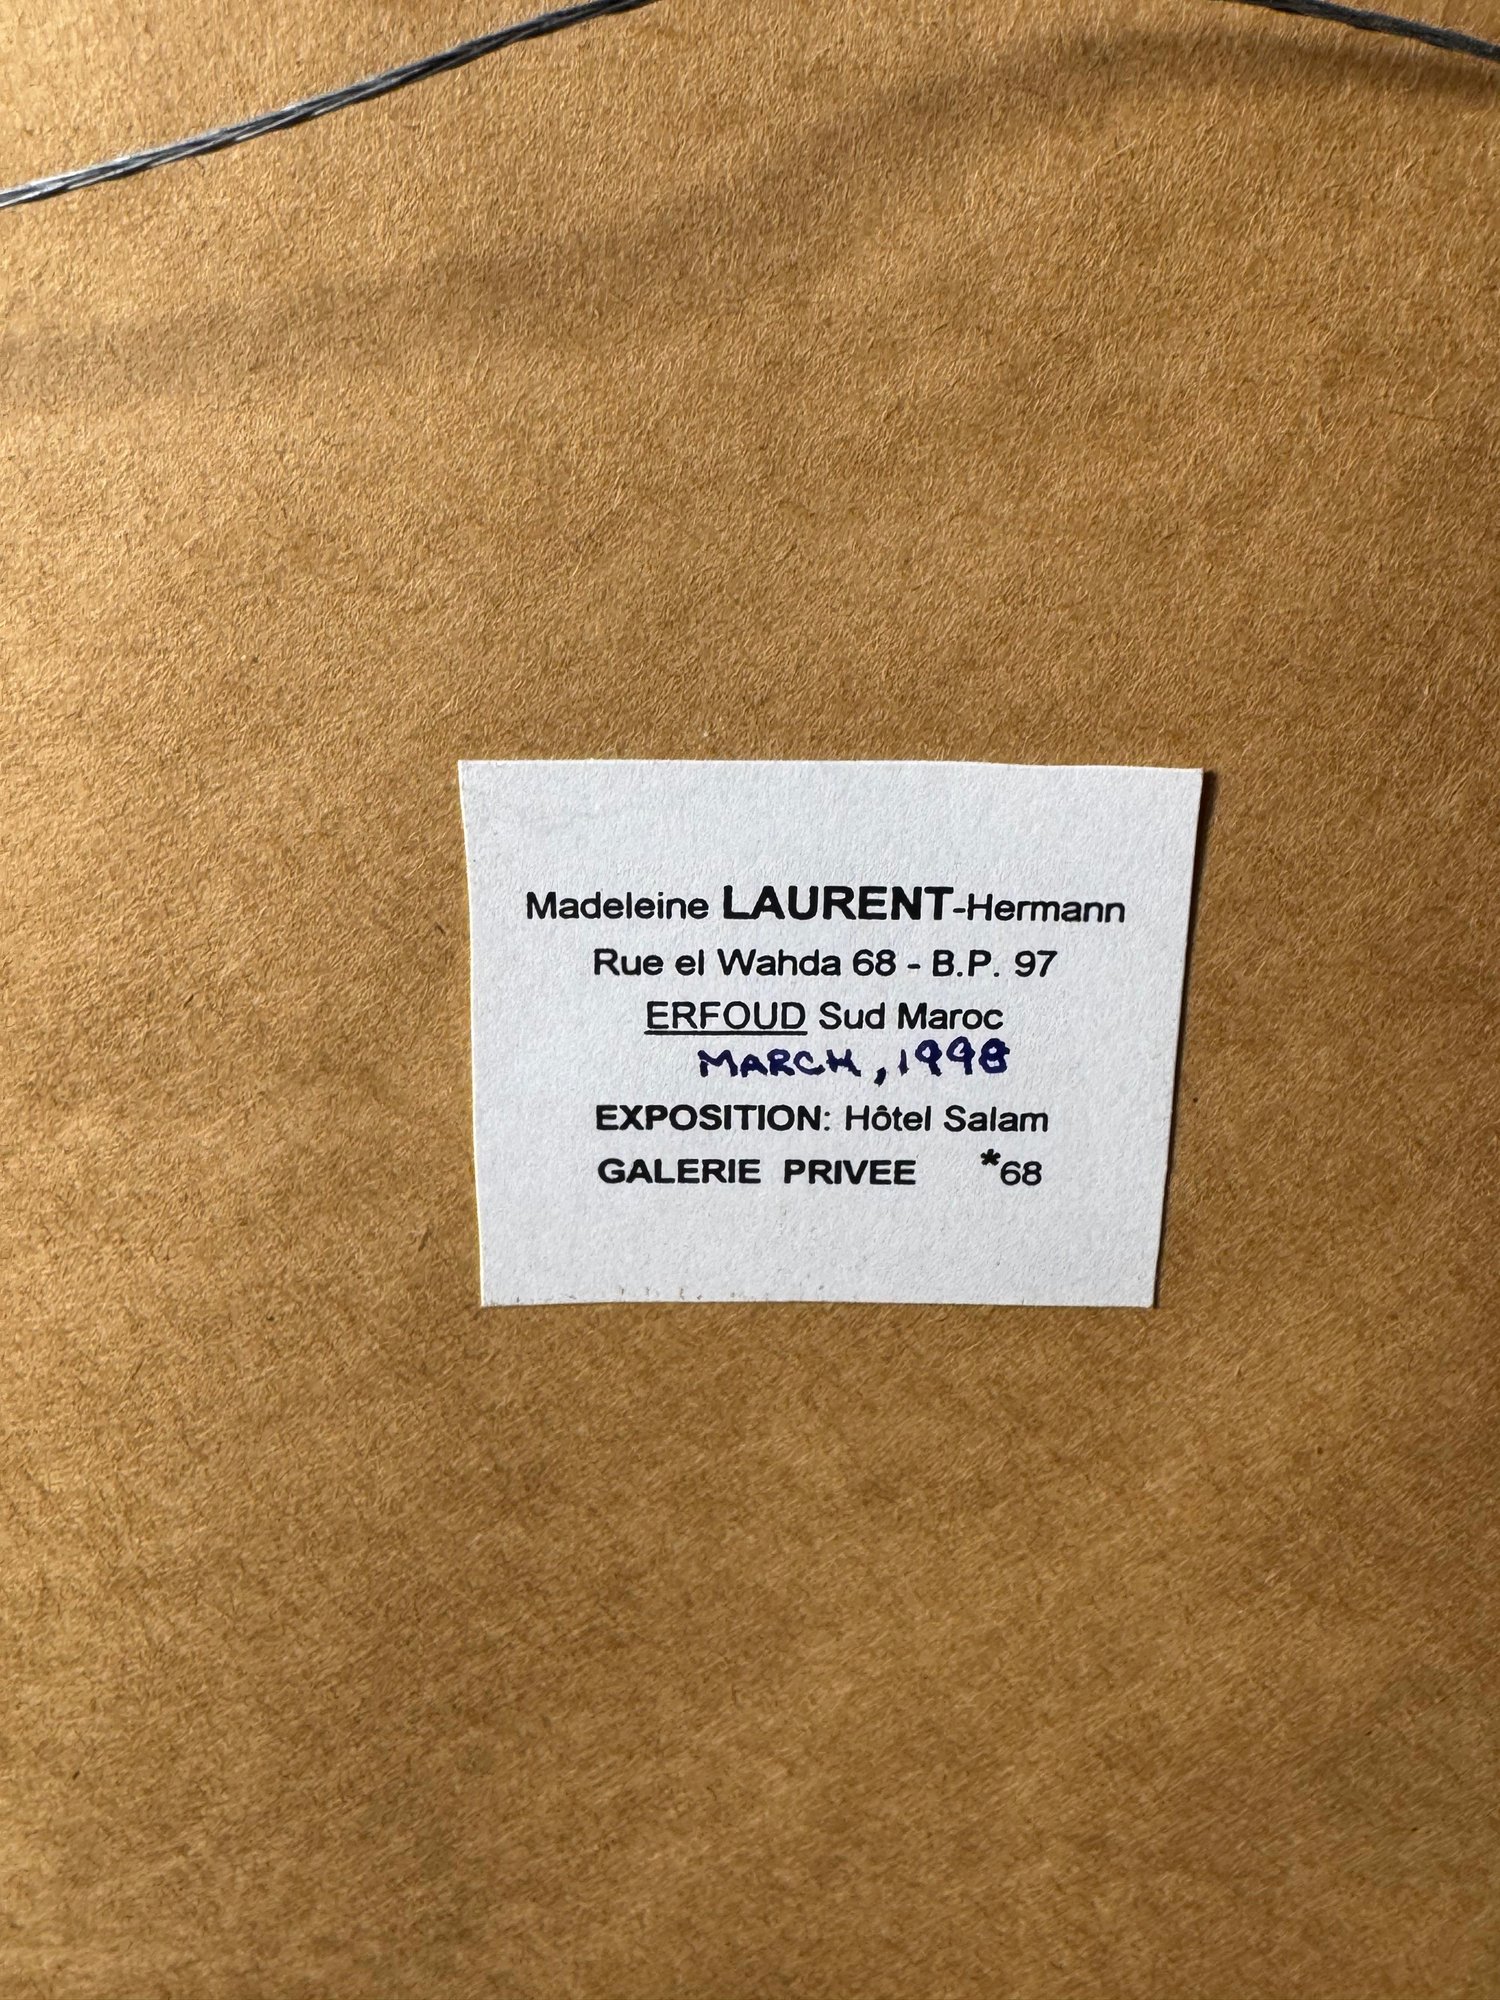 Madeleine LAURENT-Hermann
Rue el Wahda 68 - B.P. 97
ERFOUD Sud Maroc
MARCH, 1998
EXPOSITION: Hôtel Salam
GALERIE PRIVEE *68